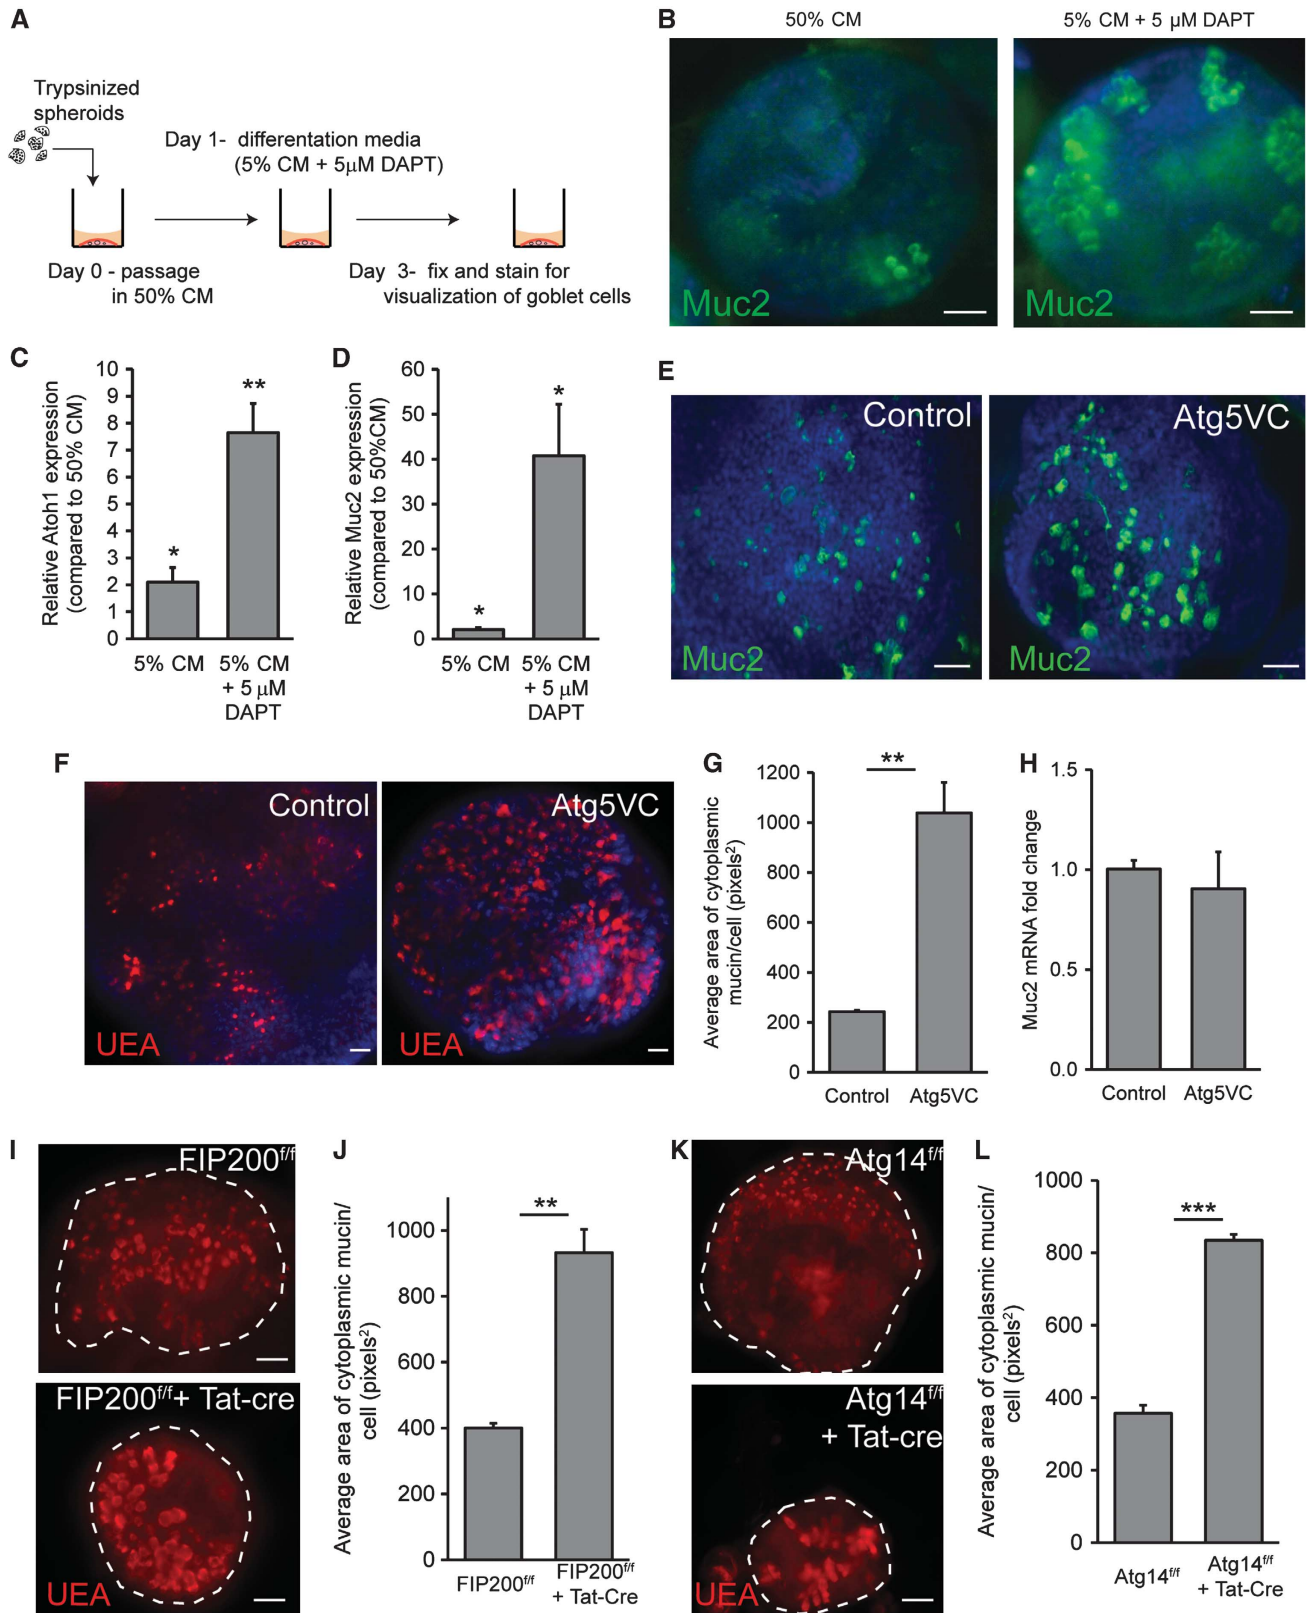 A
Trypsinized
spheroids
Day 1- differentation media
(5% CM + 5μM DAPT)
Day 0 - passage
in 50% CM
Day 3- fix and stain for
visualization of goblet cells
B
50% CM
5% CM + 5 μM DAPT
Muc2
Muc2
C
Relative Atoh1 expression
(compared to 50% CM)
10
9
8
7
6
5
4
3
2
1
0
*
**
5% CM
5% CM
+ 5 μM
DAPT
D
Relative Muc2 expression
(compared to 50%CM)
60
50
40
30
20
10
0
*
*
5% CM
5% CM
+ 5 μM
DAPT
E
Control
Muc2
Atg5VC
Muc2
F
Control
UEA
Atg5VC
UEA
G
Average area of cytoplasmic
mucin/cell (pixels²)
1200
1000
800
600
400
200
0
**
Control
Atg5VC
H
Muc2 mRNA fold change
1.5
1.0
0.5
0.0
Control
Atg5VC
I
FIP200f/f
FIP200f/f+ Tat-cre
UEA
J
Average area of cytoplasmic mucin/
cell (pixels²)
1000
800
600
400
200
0
**
FIP200f/f
FIP200f/f
+ Tat-Cre
K
Atg14f/f
Atg14f/f
+ Tat-cre
UEA
L
Average area of cytoplasmic mucin/
cell (pixels²)
1000
800
600
400
200
0
***
Atg14f/f
Atg14f/f
+ Tat-Cre